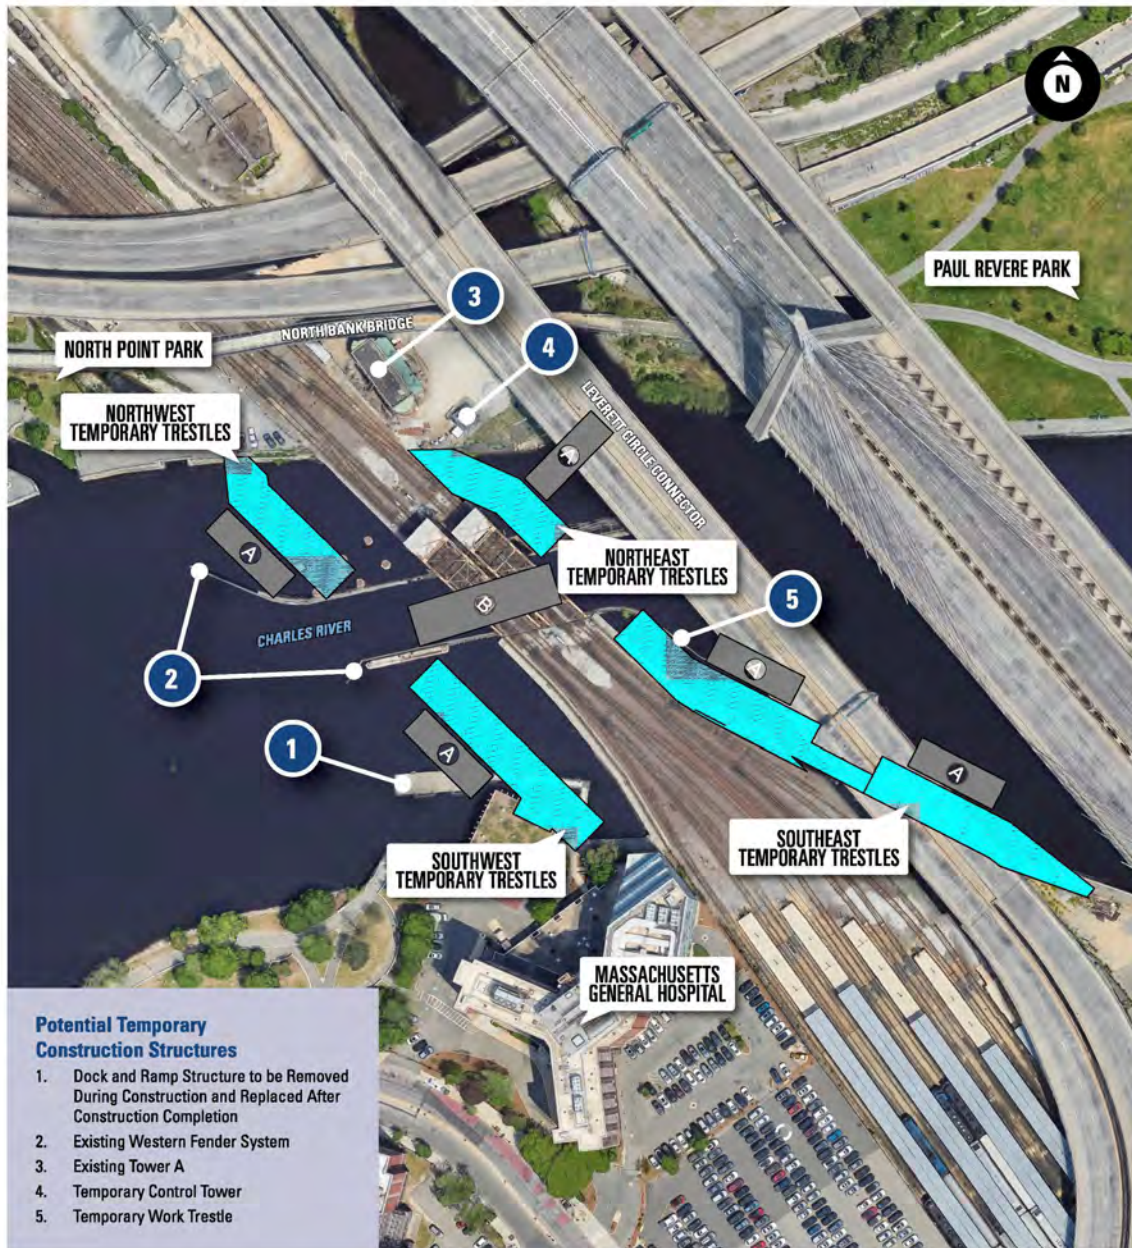 N
PAUL REVERE PARK
3
NORTH BANK BRIDGE
4
NORTH POINT PARK
NORTHWEST
TEMPORARY TRESTLES
LEVERETT CIRCLE CONNECTOR
A
A
NORTHEAST
TEMPORARY TRESTLES
B
5
CHARLES RIVER
2
A
1
A
A
SOUTHWEST
TEMPORARY TRESTLES
SOUTHEAST
TEMPORARY TRESTLES
MASSACHUSETTS
GENERAL HOSPITAL
Potential Temporary
Construction Structures
1. Dock and Ramp Structure to be Removed
During Construction and Replaced After
Construction Completion
2. Existing Western Fender System
3. Existing Tower A
4. Temporary Control Tower
5. Temporary Work Trestle